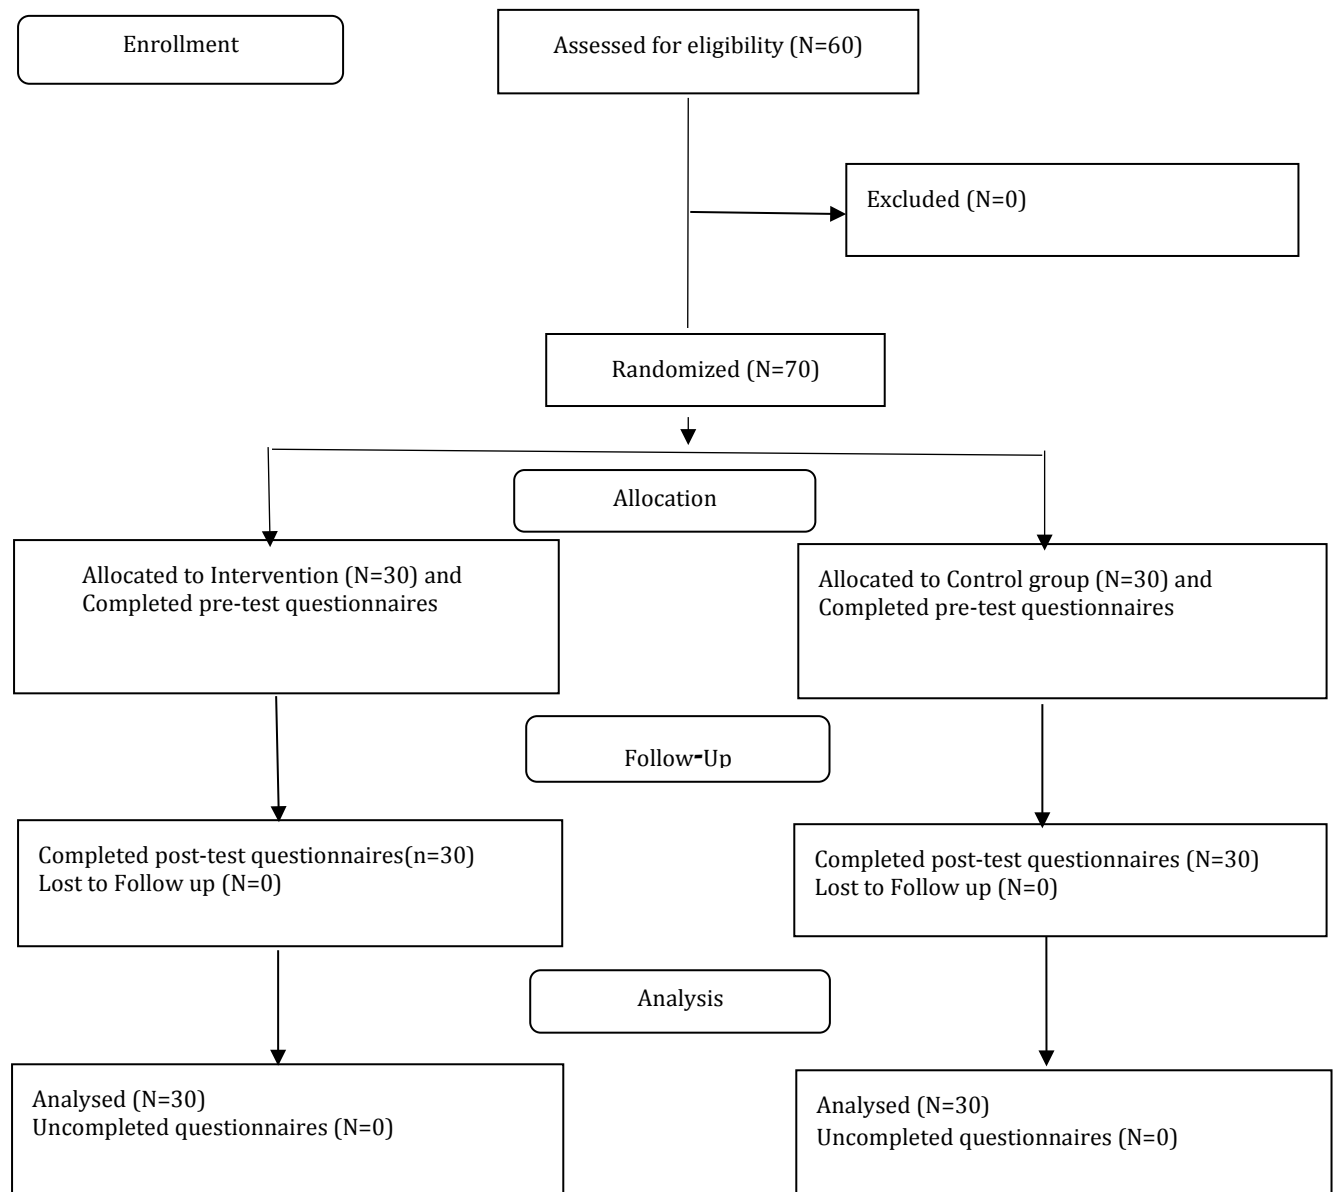 Enrollment
Assessed for eligibility (N=60)
Excluded (N=0)
Randomized (N=70)
Allocation
Allocated to Intervention (N=30) and
Completed pre-test questionnaires
Allocated to Control group (N=30) and
Completed pre-test questionnaires
Follow-Up
Completed post-test questionnaires(n=30)
Lost to Follow up (N=0)
Completed post-test questionnaires (N=30)
Lost to Follow up (N=0)
Analysis
Analysed (N=30)
Uncompleted questionnaires (N=0)
Analysed (N=30)
Uncompleted questionnaires (N=0)